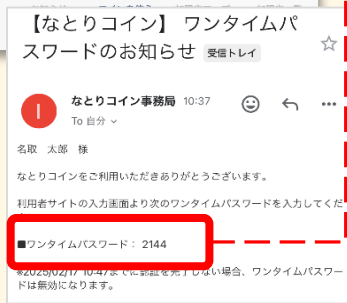 【なとりコイン】 ワンタイムパ
スワードのお知らせ 受信トレイ
I
なとりコイン事務局 10:37
To 自分
名取 太郎 様
なとりコインをご利用いただきありがとうございます。
利用者サイトの入力画面より次のワンタイムパスワードを入力してくだ
■ワンタイムパスワード： 2144
※2025/02/17 10:47までに認証を完了しない場合、ワンタイムパスワー
ドは無効になります。